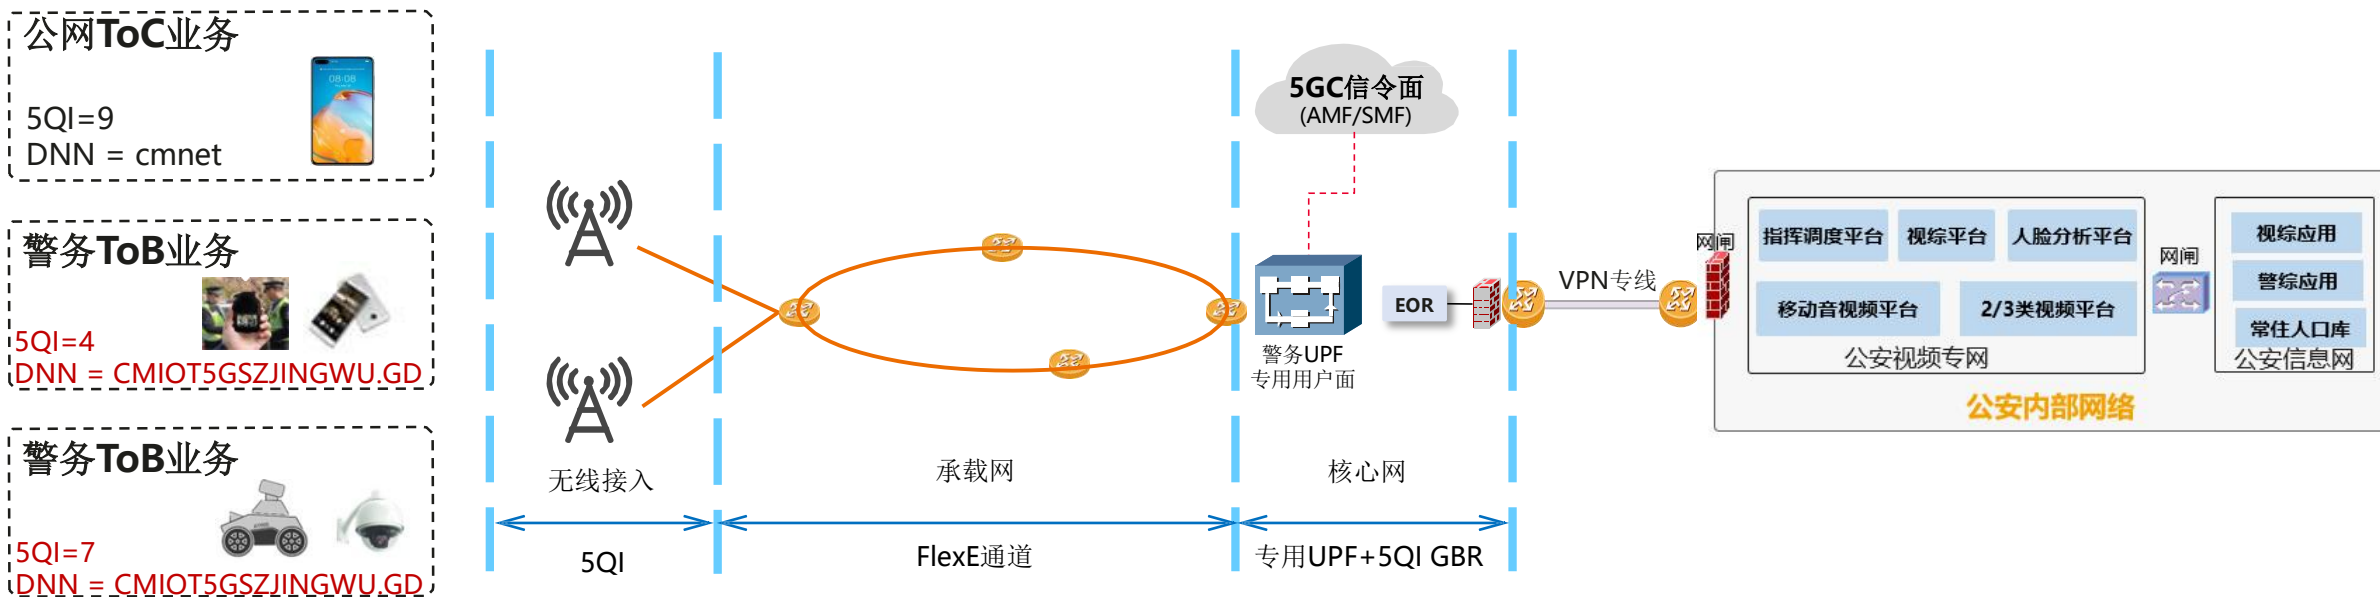 公网ToC业务
5QI=9
DNN = cmnet
警务ToB业务
5QI=4
DNN = CMIOT5GSZJINGWU.GD
警务ToB业务
5QI=7
DNN = CMIOT5GSZJINGWU.GD
无线接入
5QI
承载网
FlexE通道
5GC信令面
(AMF/SMF)
警务UPF
专用用户面
EOR
核心网
专用UPF+5QI GBR
VPN专线
网闸
指挥调度平台
视综平台
人脸分析平台
移动音视频平台
2/3类视频平台
公安视频专网
网闸
视综应用
警综应用
常住人口库
公安信息网
公安内部网络